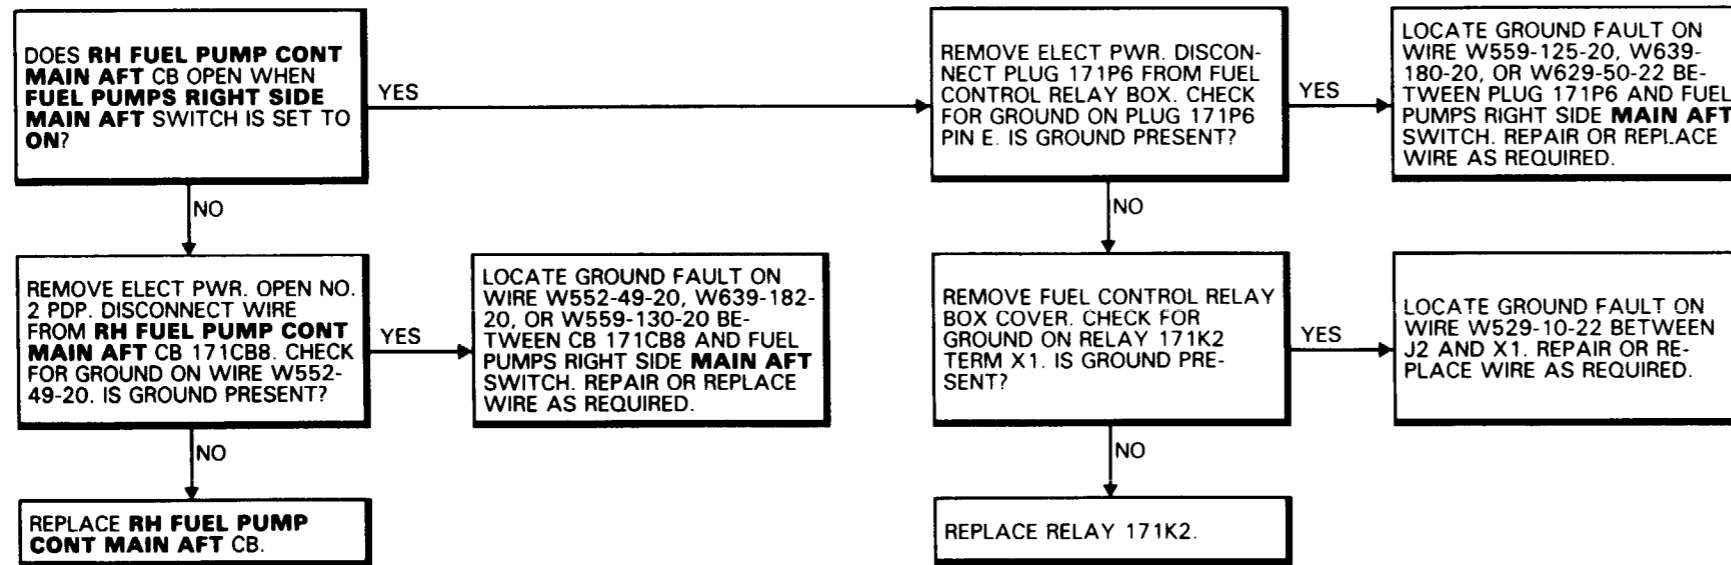 DOES RH FUEL PUMP CONT
MAIN AFT CB OPEN WHEN
FUEL PUMPS RIGHT SIDE
MAIN AFT SWITCH IS SET TO
ON?
YES
REMOVE ELECT PWR. DISCON-
NECT PLUG 171P6 FROM FUEL
CONTROL RELAY BOX. CHECK
FOR GROUND ON PLUG 171P6
PIN E. IS GROUND PRESENT?
YES
LOCATE GROUND FAULT ON
WIRE W559-125-20, W639-
180-20, OR W629-50-22 BE-
TWEEN PLUG 171P6 AND FUEL
PUMPS RIGHT SIDE MAIN AFT
SWITCH. REPAIR OR REPLACE
WIRE AS REQUIRED.
NO
NO
REMOVE ELECT PWR. OPEN NO.
2 PDP. DISCONNECT WIRE
FROM RH FUEL PUMP CONT
MAIN AFT CB 171CB8. CHECK
FOR GROUND ON WIRE W552-
49-20. IS GROUND PRESENT?
YES
LOCATE GROUND FAULT ON
WIRE W552-49-20, W639-182-
20, OR W559-130-20 BE-
TWEEN CB 171CB8 AND FUEL
PUMPS RIGHT SIDE MAIN AFT
SWITCH. REPAIR OR REPLACE
WIRE AS REQUIRED.
REMOVE FUEL CONTROL RELAY
BOX COVER. CHECK FOR
GROUND ON RELAY 171K2
TERM X1. IS GROUND PRE-
SENT?
YES
LOCATE GROUND FAULT ON
WIRE W529-10-22 BETWEEN
J2 AND X1. REPAIR OR RE-
PLACE WIRE AS REQUIRED.
NO
NO
REPLACE RH FUEL PUMP
CONT MAIN AFT CB.
REPLACE RELAY 171K2.